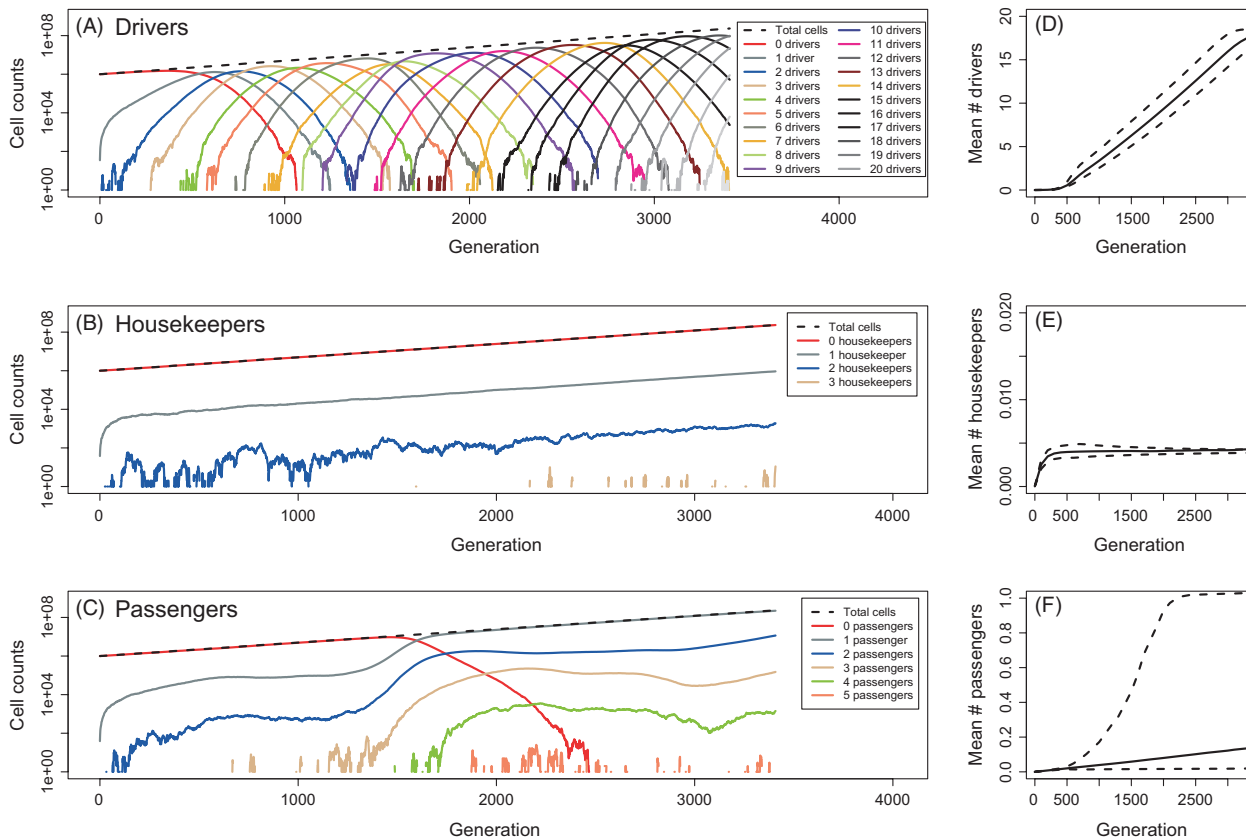 (A) Drivers
Cell counts
1e+08
1e+04
1e+00
0
1000
2000
3000
4000
Generation
Total cells
0 drivers
1 driver
2 drivers
3 drivers
4 drivers
5 drivers
6 drivers
7 drivers
8 drivers
9 drivers
10 drivers
11 drivers
12 drivers
13 drivers
14 drivers
15 drivers
16 drivers
17 drivers
18 drivers
19 drivers
20 drivers
(D)
Mean # drivers
20
15
10
5
0
0
500
1500
2500
Generation
(B) Housekeepers
Cell counts
1e+08
1e+04
1e+00
0
1000
2000
3000
4000
Generation
Total cells
0 housekeepers
1 housekeeper
2 housekeepers
3 housekeepers
(E)
Mean # housekeepers
0.020
0.010
0.000
0
500
1500
2500
Generation
(C) Passengers
Cell counts
1e+08
1e+04
1e+00
0
1000
2000
3000
4000
Generation
Total cells
0 passengers
1 passenger
2 passengers
3 passengers
4 passengers
5 passengers
(F)
Mean # passengers
1.0
0.8
0.6
0.4
0.2
0.0
0
500
1500
2500
Generation